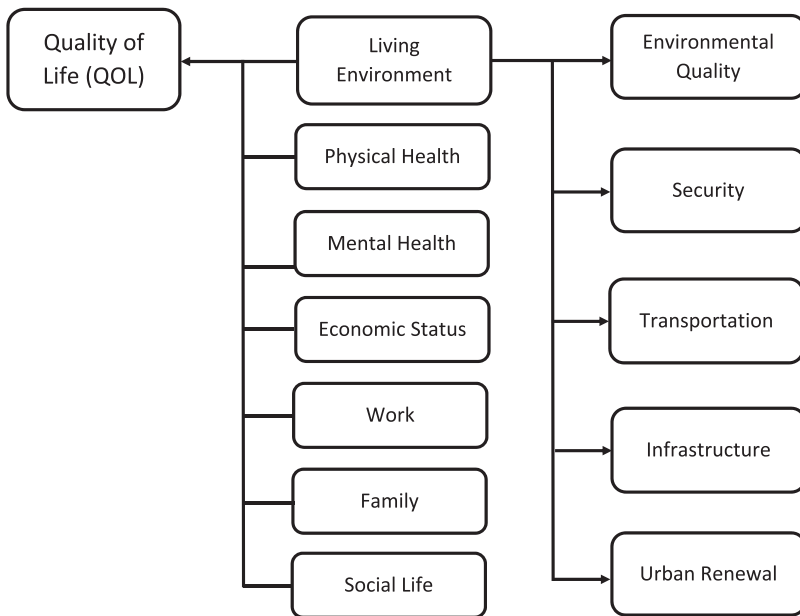 Quality of
Life (QOL)
Living
Environment
Physical Health
Mental Health
Economic Status
Work
Family
Social Life
Environmental
Quality
Security
Transportation
Infrastructure
Urban Renewal